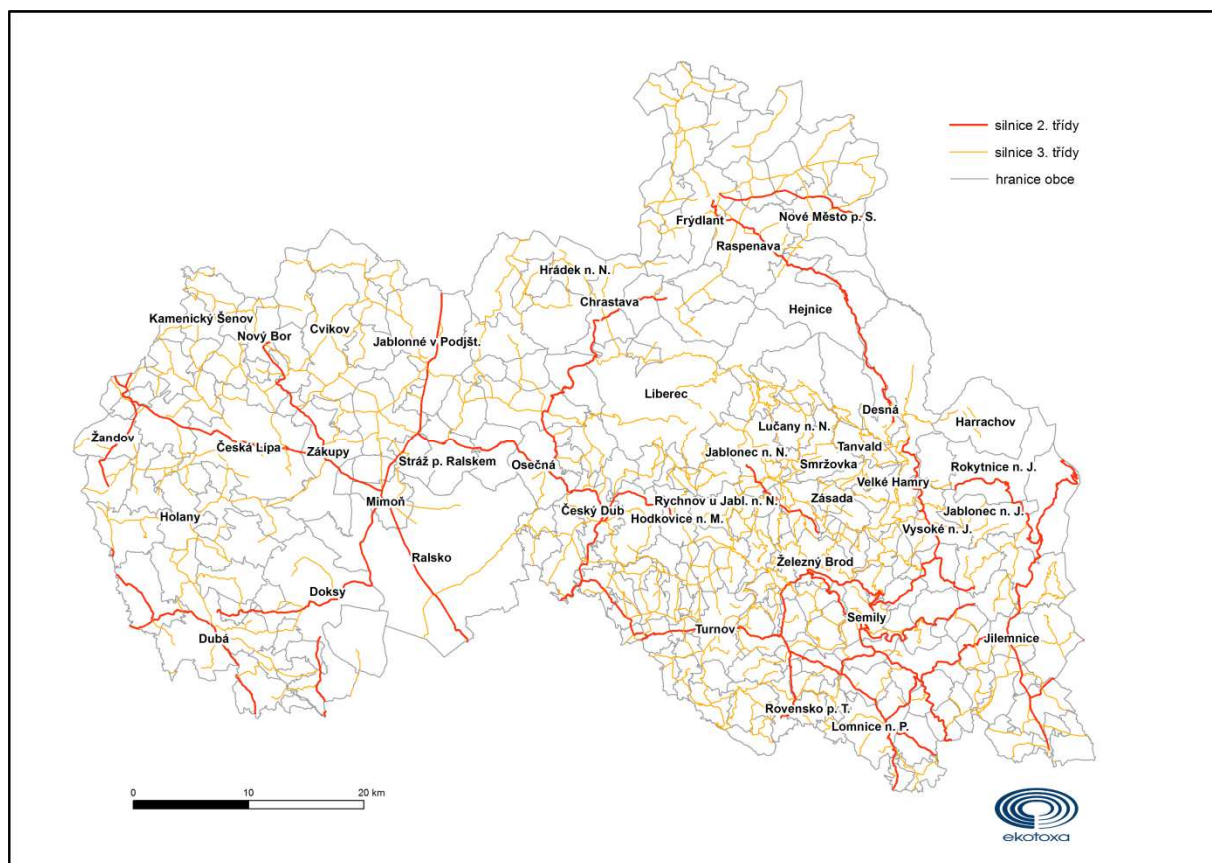 silnice 2. třídy
silnice 3. třídy
hranice obce
Frýdlant
Nové Město p. S.
Raspenava
Hrádek n. N.
Chrastava
Hejnice
Kamenický Šenov
Nový Bor
Cvikov
Jablonné v Podjšt.
Liberec
Desná
Harrachov
Lučany n. N.
Tanvald
Žandov
Česká Lípa
Zákupy
Stráž p. Ralskem
Osečná
Jablonec n. N.
Smržovka
Rokytnice n. J.
Velké Hamry
Mimoň
Rychnov u Jabl. n. N.
Zásada
Český Dub
Hodkovice n. M.
Jablonec n. J.
Holany
Vysoké n. J.
Ralsko
Železný Brod
Doksy
Semily
Dubá
Turnov
Jilemnice
Rovensko p. T.
Lomnice n. P.
0 10 20 km
ekotoxa